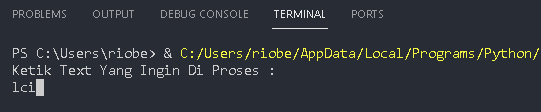 PROBLEMS OUTPUT DEBUG CONSOLE TERMINAL PORTS
PS C:\Users\riobe> & C:/Users/riobe/AppData/Local/Programs/Python/
Ketik Text Yang Ingin Di Proses :
lci